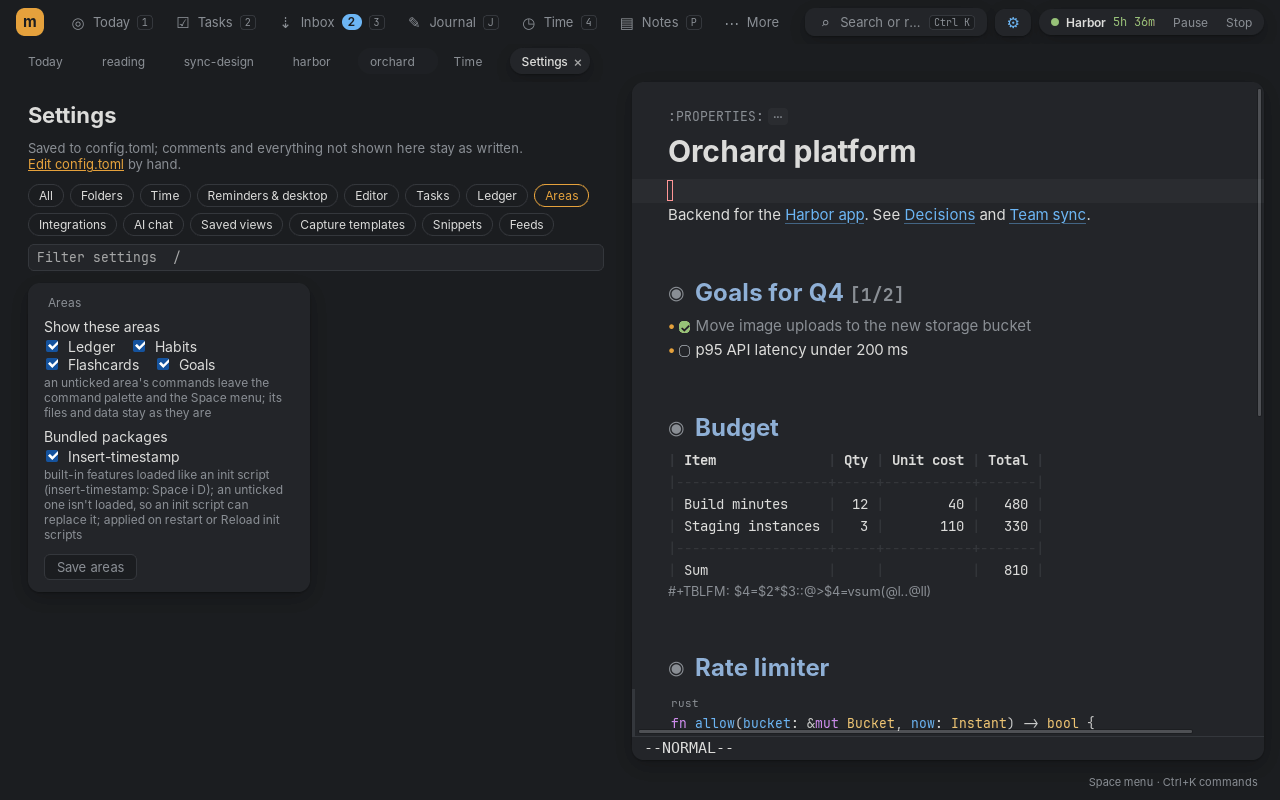 m Today 1 Tasks 2 Inbox 2 3 Journal J Time 4 Notes P More Search or r... Ctrl K Harbor 5h 36m Pause Stop
Today reading sync-design harbor orchard Time Settings ×
Settings
Saved to config.toml; comments and everything not shown here stay as written.
Edit config.toml by hand.
All Folders Time Reminders & desktop Editor Tasks Ledger Areas
Integrations AI chat Saved views Capture templates Snippets Feeds
Filter settings /
Areas
Show these areas
Ledger Habits
Flashcards Goals
an unticked area's commands leave the
command palette and the Space menu; its
files and data stay as they are
Bundled packages
Insert-timestamp
built-in features loaded like an init script
(insert-timestamp: Space i D); an unticked
one isn't loaded, so an init script can
replace it; applied on restart or Reload init
scripts
Save areas
:PROPERTIES: ...
Orchard platform
Backend for the Harbor app. See Decisions and Team sync.
Goals for Q4 [1/2]
• Move image uploads to the new storage bucket
• p95 API latency under 200 ms
Budget
| Item | Qty | Unit cost | Total |
|-------------------+-----+-----------+-------|
| Build minutes | 12 | 40 | 480 |
| Staging instances | 3 | 110 | 330 |
|-------------------+-----+-----------+-------|
| Sum | | | 810 |
#+TBLFM: $4=$2*$3::@>$4=vsum(@I..@II)
Rate limiter
rust
fn allow(bucket: &mut Bucket, now: Instant) -> bool {
--NORMAL--
Space menu · Ctrl+K commands